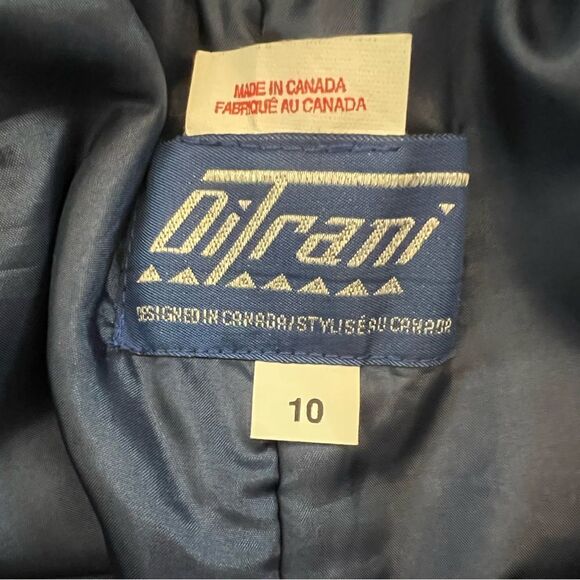 MADE IN CANADA
FABRIQUÉ AU CANADA
Ditrani
DESIGNED IN CANADA/STYLISÉ AU CANADA
10